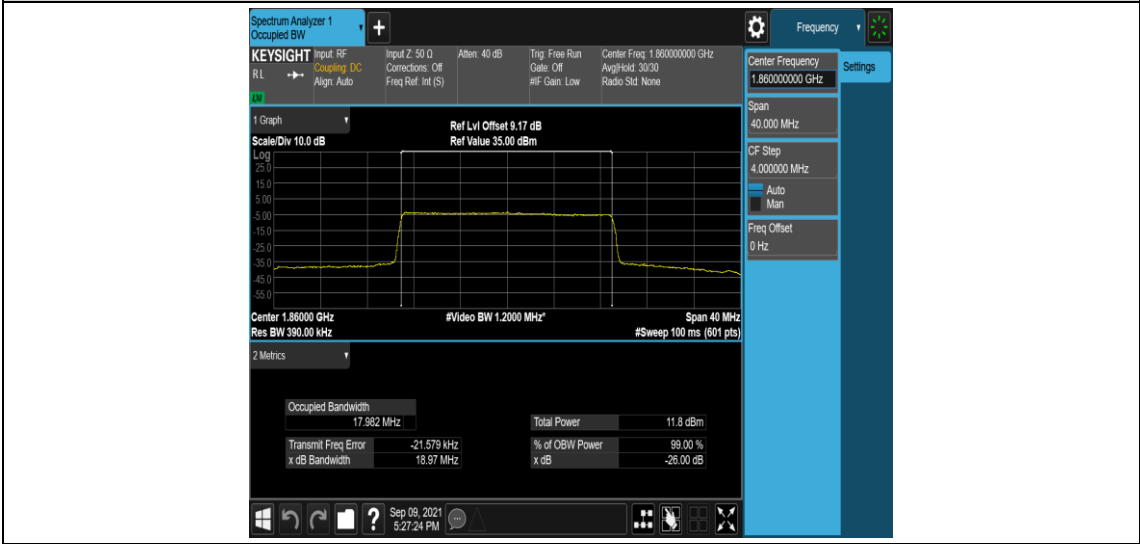 Spectrum Analyzer 1
Occupied BW
+
Frequency
KEYSIGHT
RL
LM
Input: RF
Coupling: DC
Align: Auto
Input Z: 50 Ω
Corrections: Off
Freq Ref: Int (S)
Atten: 40 dB
Trig: Free Run
Gate: Off
#IF Gain: Low
Center Freq: 1.860000000 GHz
Avg|Hold: 30/30
Radio Std: None
Center Frequency
1.860000000 GHz
Settings
Span
40.000 MHz
CF Step
4.000000 MHz
Auto
Man
Freq Offset
0 Hz
1 Graph
Scale/Div 10.0 dB
Ref Lvl Offset 9.17 dB
Ref Value 35.00 dBm
Log
25.0
15.0
5.00
-5.00
-15.0
-25.0
-35.0
-45.0
-55.0
Center 1.86000 GHz
#Video BW 1.2000 MHz*
Span 40 MHz
Res BW 390.00 kHz
#Sweep 100 ms (601 pts)
2 Metrics
Occupied Bandwidth
17.982 MHz
Total Power 11.8 dBm
Transmit Freq Error -21.579 kHz
% of OBW Power 99.00 %
x dB Bandwidth 18.97 MHz
x dB -26.00 dB
?
Sep 09, 2021
5:27:24 PM